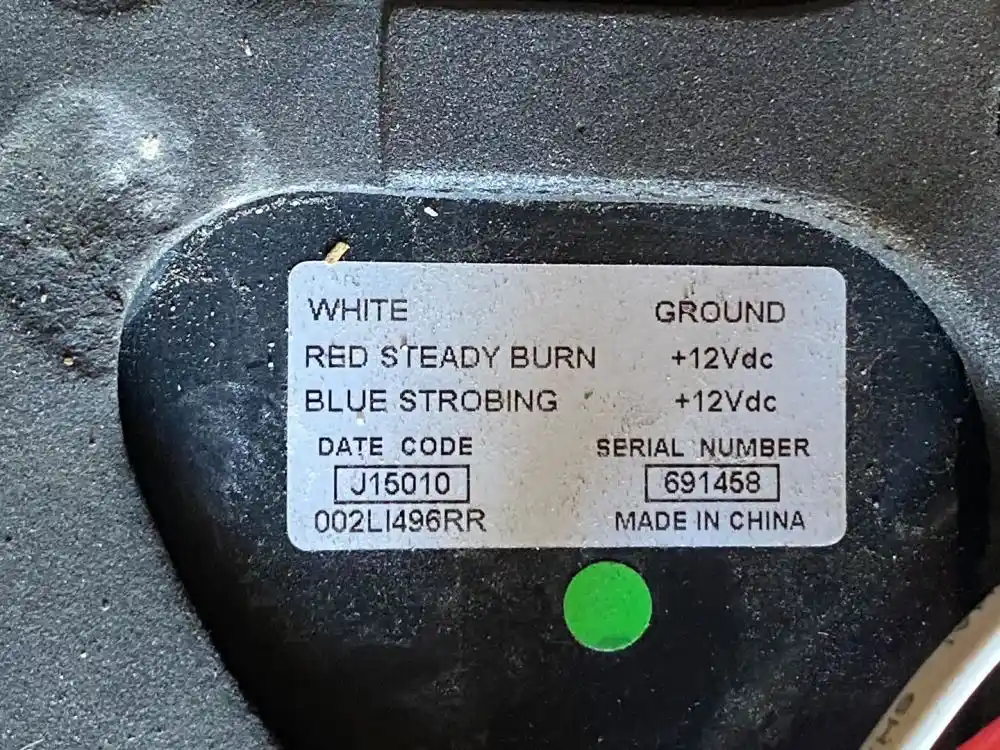 WHITE GROUND
RED STEADY BURN +12Vdc
BLUE STROBING +12Vdc
DATE CODE SERIAL NUMBER
J15010 691458
002LI496RR MADE IN CHINA